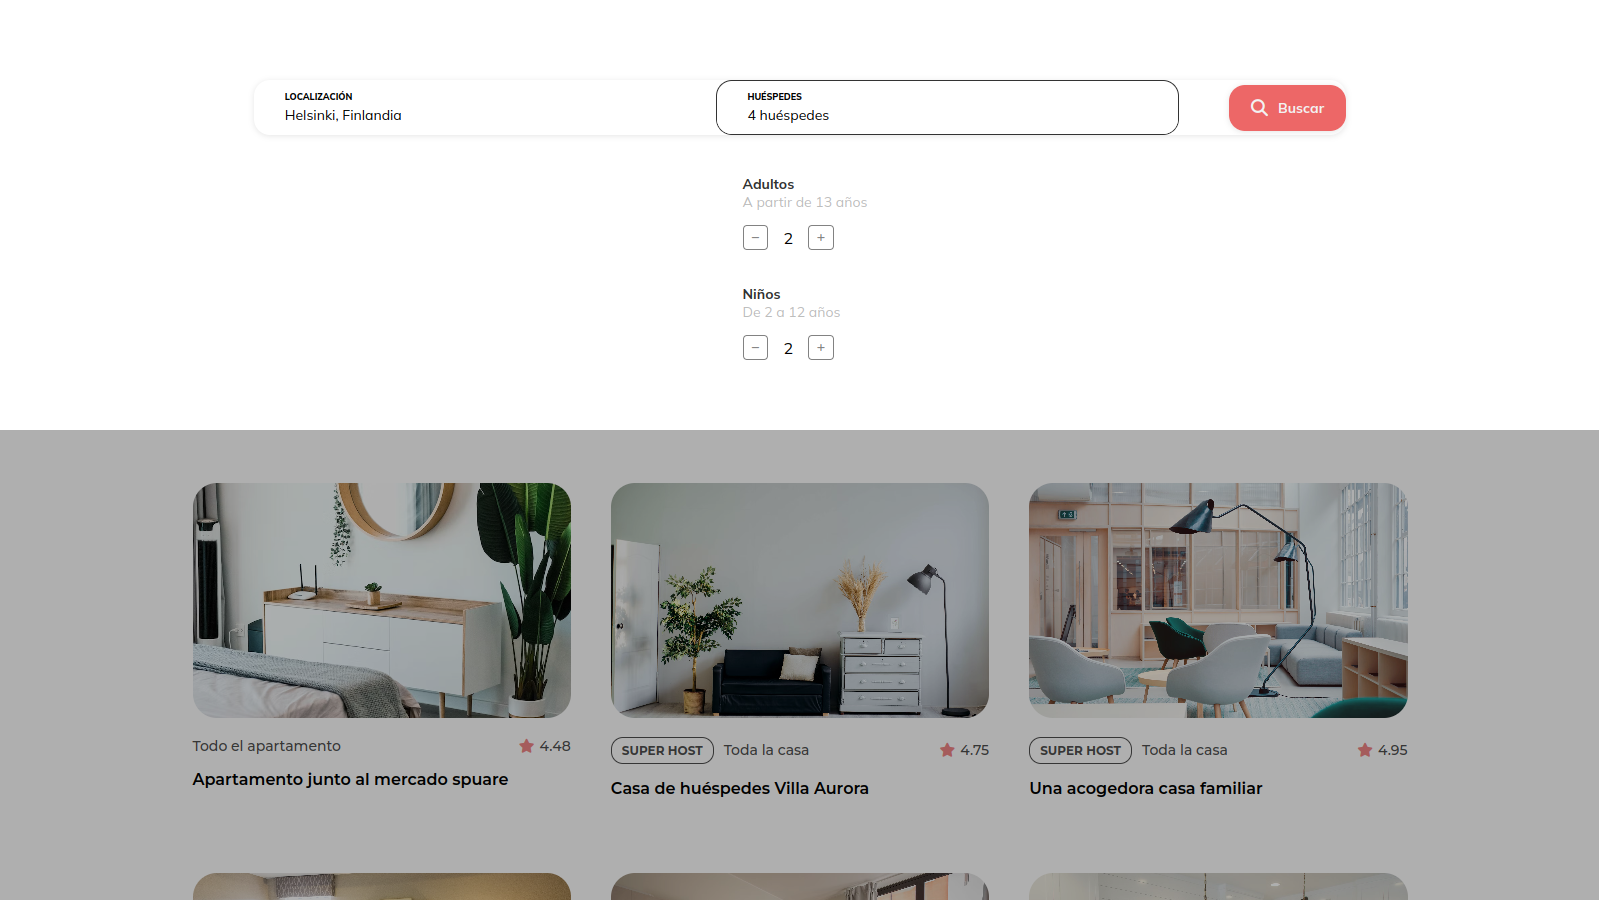 LOCALIZACIÓN
Helsinki, Finlandia
HUÉSPEDES
4 huéspedes
Buscar
Adultos
A partir de 13 años
− 2 +
Niños
De 2 a 12 años
− 2 +
Todo el apartamento
4.48
Apartamento junto al mercado spuare
SUPER HOST
Toda la casa
4.75
Casa de huéspedes Villa Aurora
SUPER HOST
Toda la casa
4.95
Una acogedora casa familiar